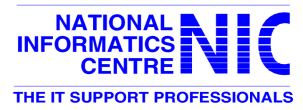 NATIONAL
INFORMATICS
CENTRE
NIC
THE IT SUPPORT PROFESSIONALS